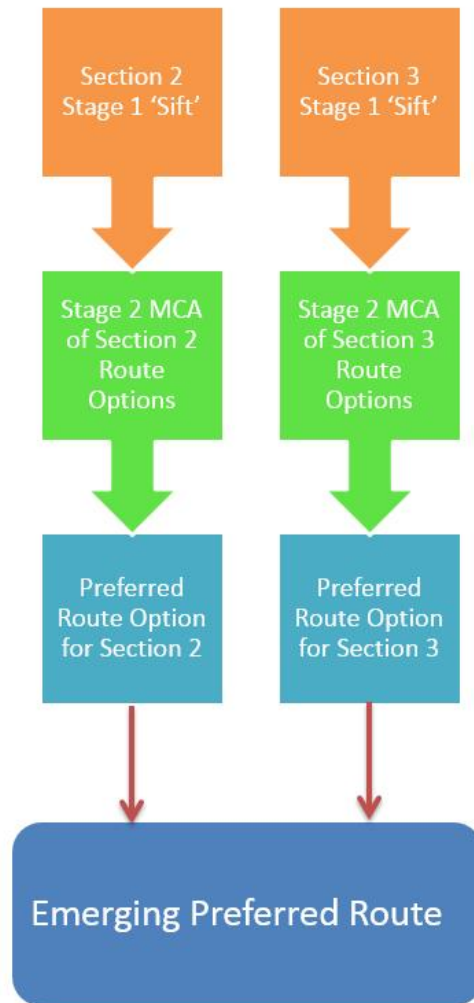 Section 2
Stage 1 ‘Sift’
Section 3
Stage 1 ‘Sift’
Stage 2 MCA
of Section 2
Route
Options
Stage 2 MCA
of Section 3
Route
Options
Preferred
Route Option
for Section 2
Preferred
Route Option
for Section 3
Emerging Preferred Route